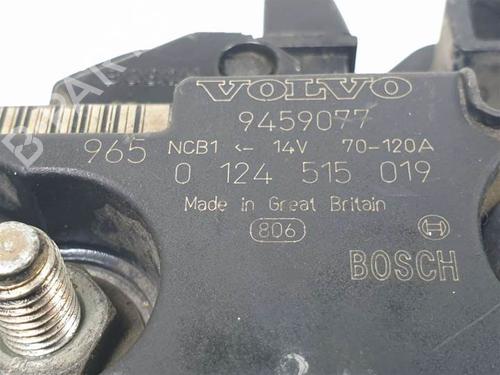 VOLVO
9459077
965 NCB1 <- 14V 70-120A
0 124 515 019
Made in Great Britain
806
BOSCH